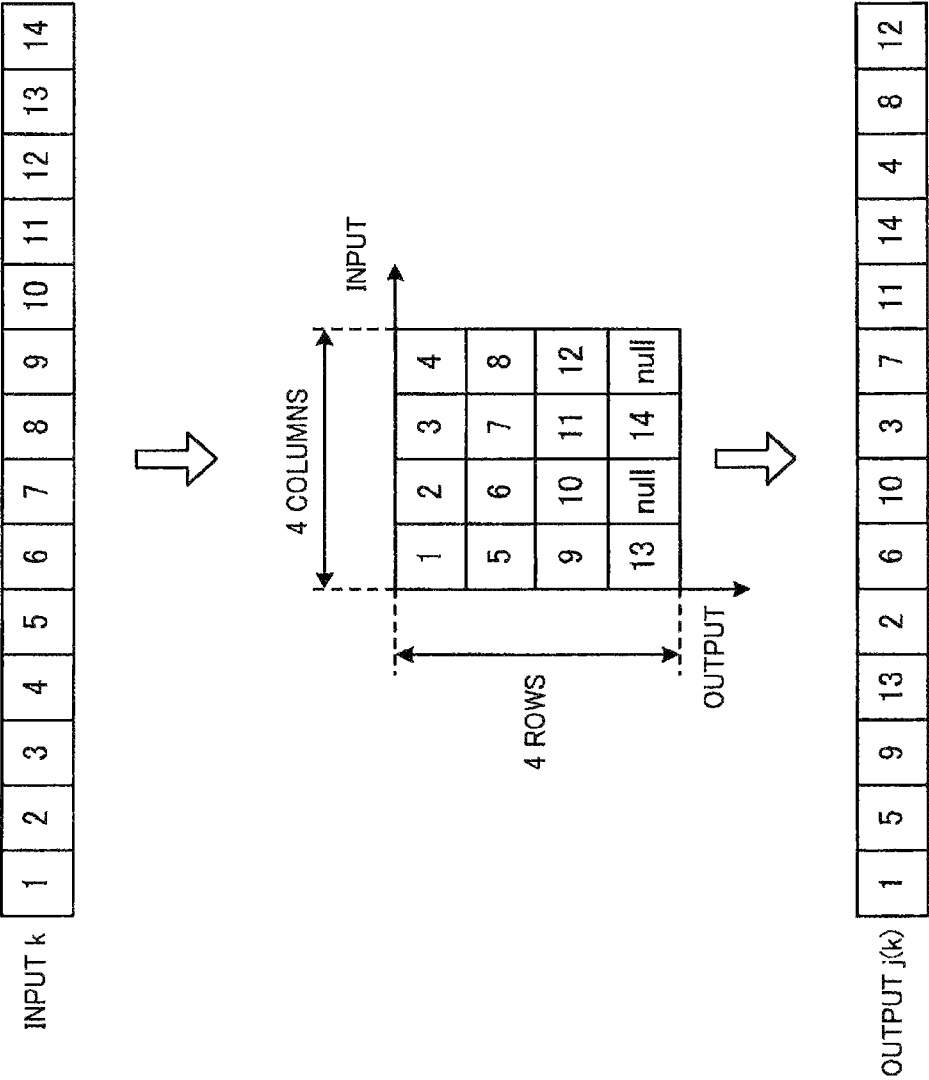 INPUT k 1 2 3 4 5 6 7 8 9 10 11 12 13 14
4 COLUMNS
INPUT
4 ROWS
1 2 3 4
5 6 7 8
9 10 11 12
13 null 14 null
OUTPUT
OUTPUT j(k) 1 5 9 13 2 6 10 3 7 11 14 4 8 12